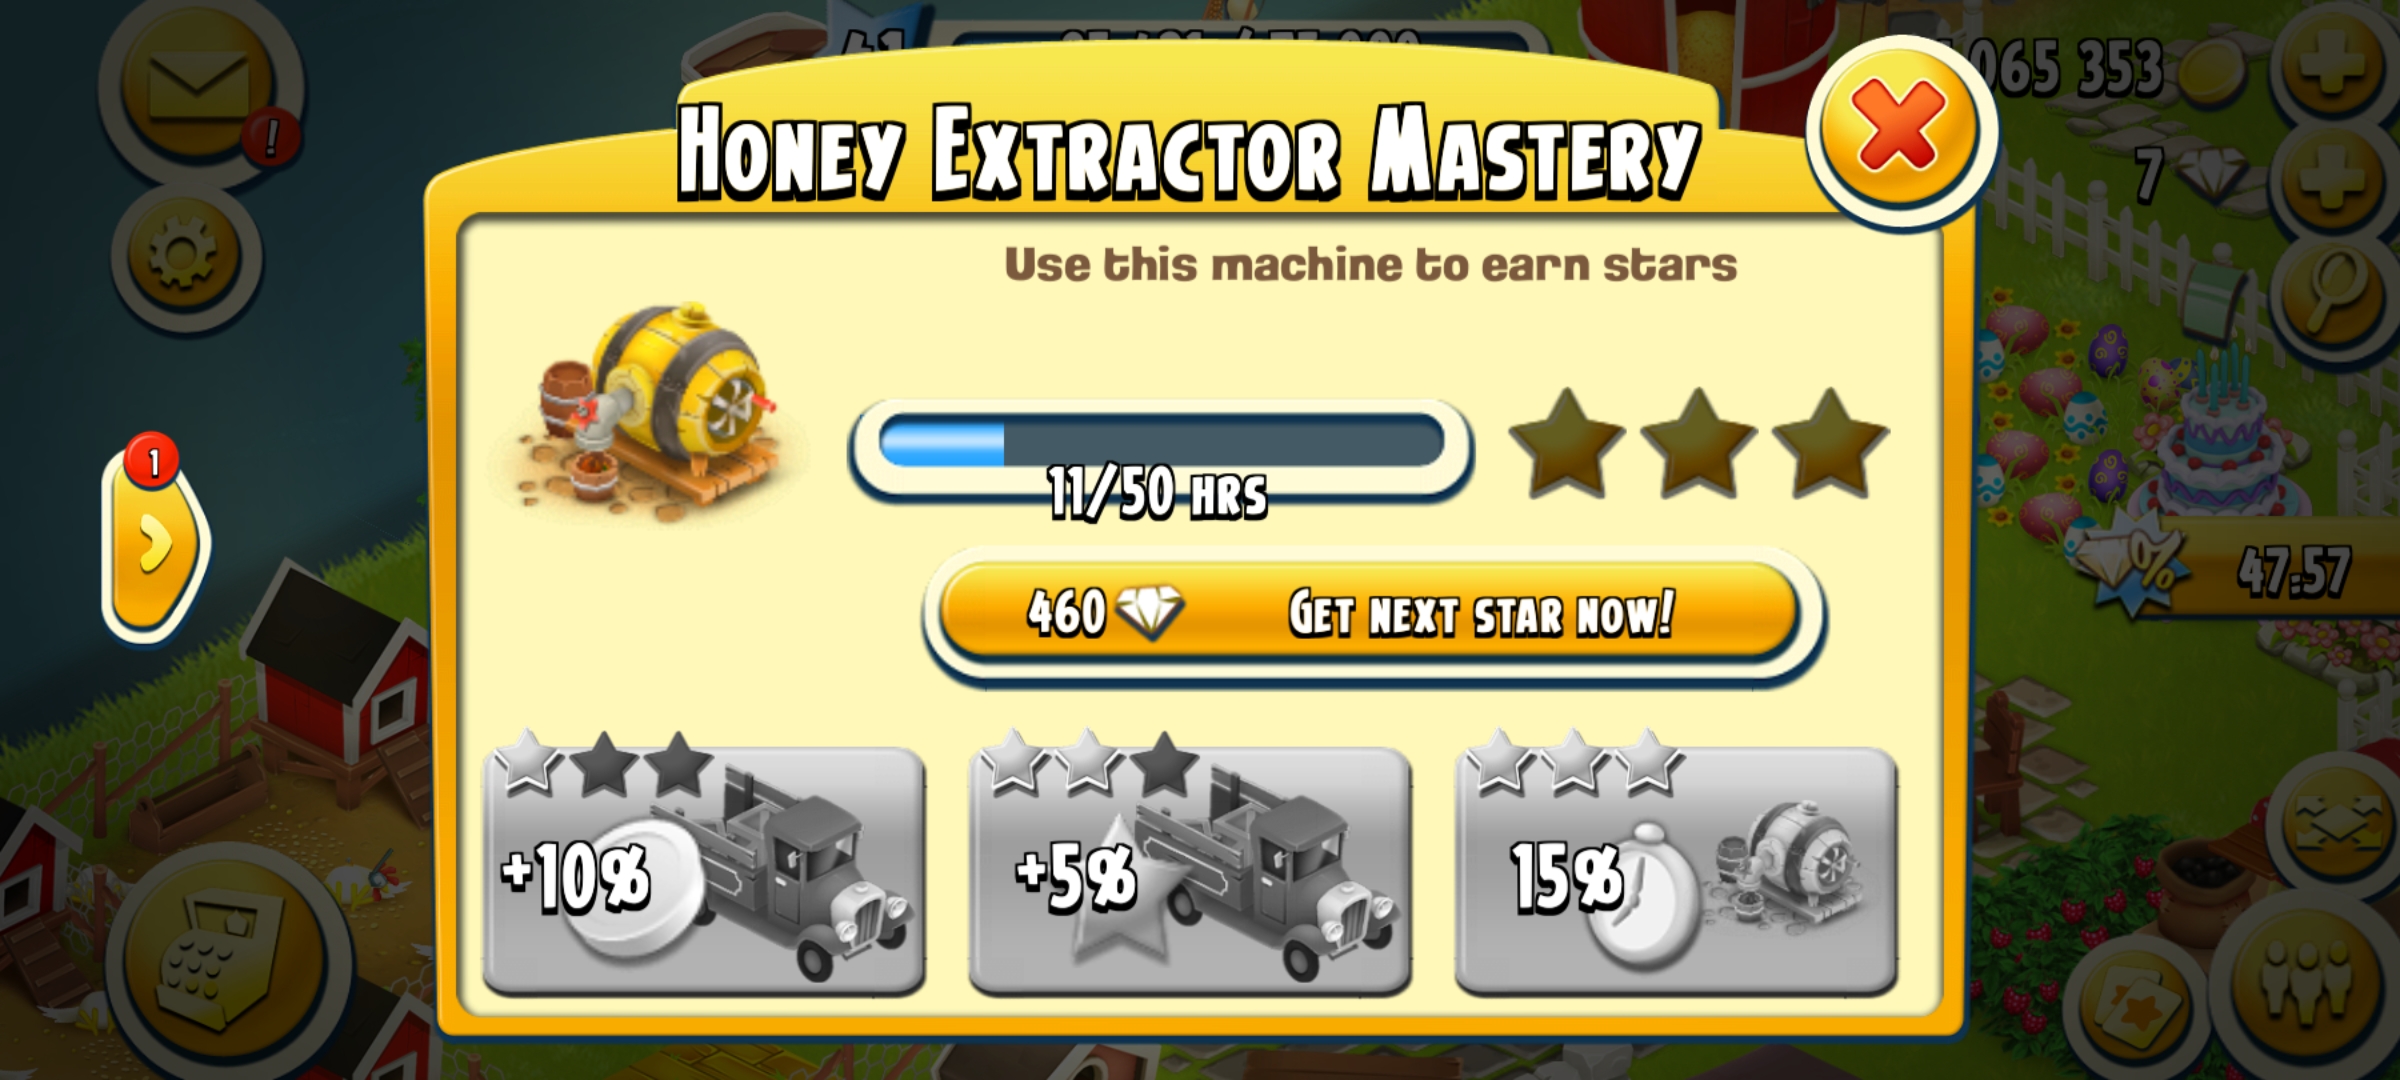 065 353
!
HONEY EXTRACTOR MASTERY
7
Use this machine to earn stars
1
11/50 HRS
%
47:57
460
GET NEXT STAR NOW!
+10%
+5%
15%